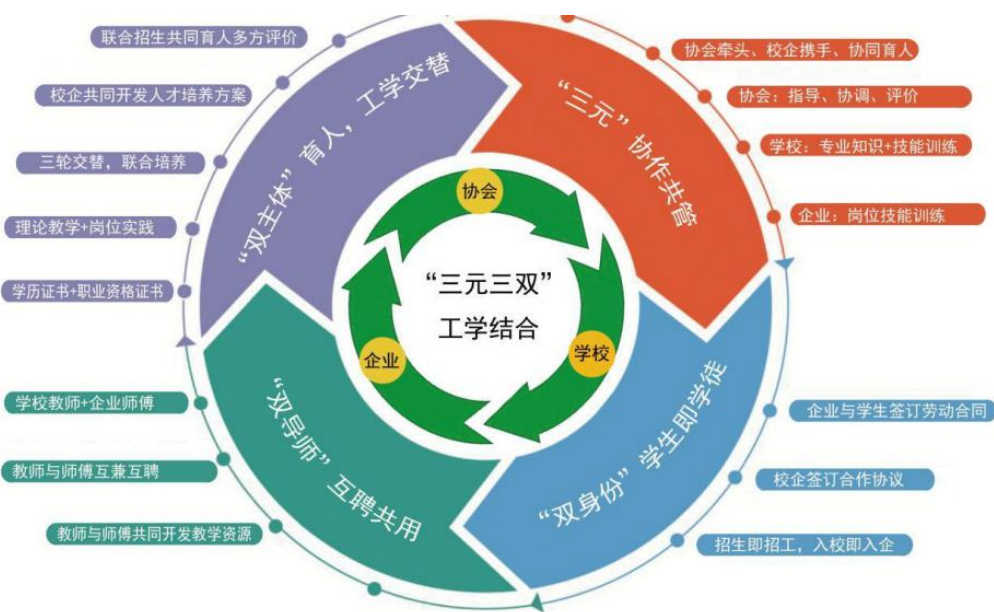 联合招生共同育人多方评价
校企共同开发人才培养方案
三轮交替，联合培养
理论教学+岗位实践
学历证书+职业资格证书
“双主体”育人，工学交替
“三元”协作共管
协会牵头、校企携手、协同育人
协会：指导、协调、评价
学校：专业知识+技能训练
企业：岗位技能训练
协会
“三元三双”
工学结合
企业
学校
“双导师”互聘共用
学校教师+企业师傅
教师与师傅互兼互聘
教师与师傅共同开发教学资源
“双身份”学生即学徒
企业与学生签订劳动合同
校企签订合作协议
招生即招工，入校即入企